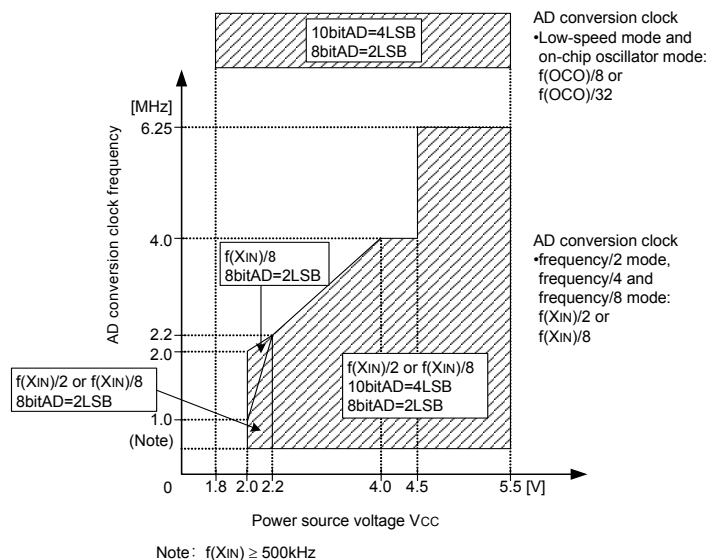 10bitAD=4LSB
8bitAD=2LSB
AD conversion clock
•Low-speed mode and
on-chip oscillator mode:
f(OCO)/8 or
f(OCO)/32
[MHz]
6.25
AD conversion clock frequency
4.0
f(XIN)/8
8bitAD=2LSB
AD conversion clock
•frequency/2 mode,
frequency/4 and
frequency/8 mode:
f(XIN)/2 or
f(XIN)/8
2.2
2.0
f(XIN)/2 or f(XIN)/8
8bitAD=2LSB
f(XIN)/2 or f(XIN)/8
10bitAD=4LSB
8bitAD=2LSB
1.0
(Note)
0 1.8 2.0 2.2 4.0 4.5 5.5 [V]
Power source voltage VCC
Note: f(XIN) ≥ 500kHz